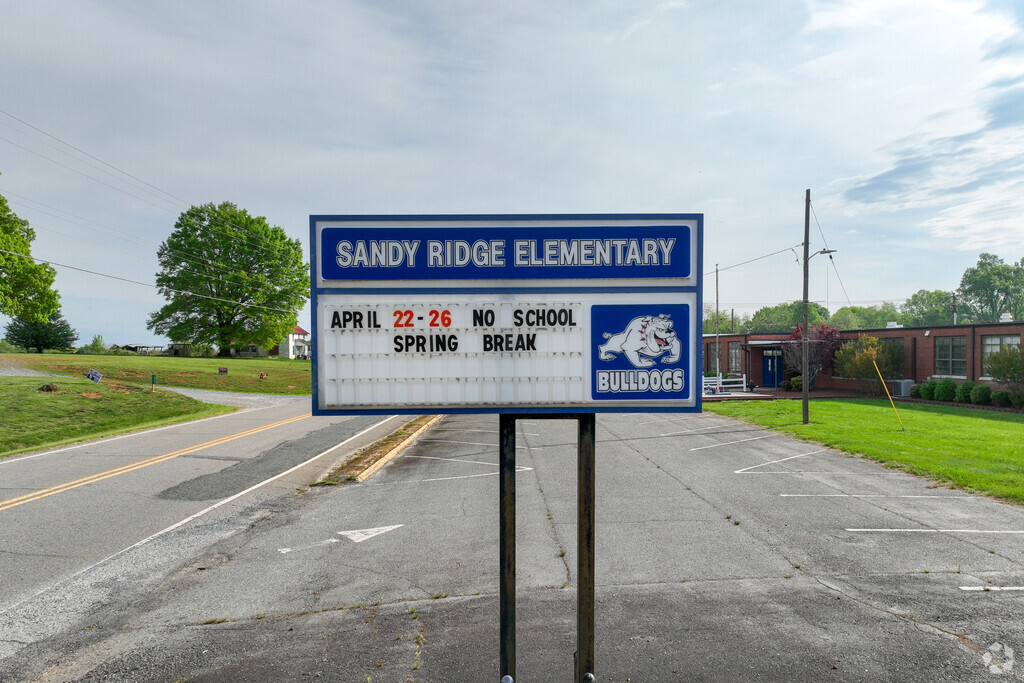 SANDY RIDGE ELEMENTARY
APRIL 22-26 NO SCHOOL
SPRING BREAK
BULLDOGS